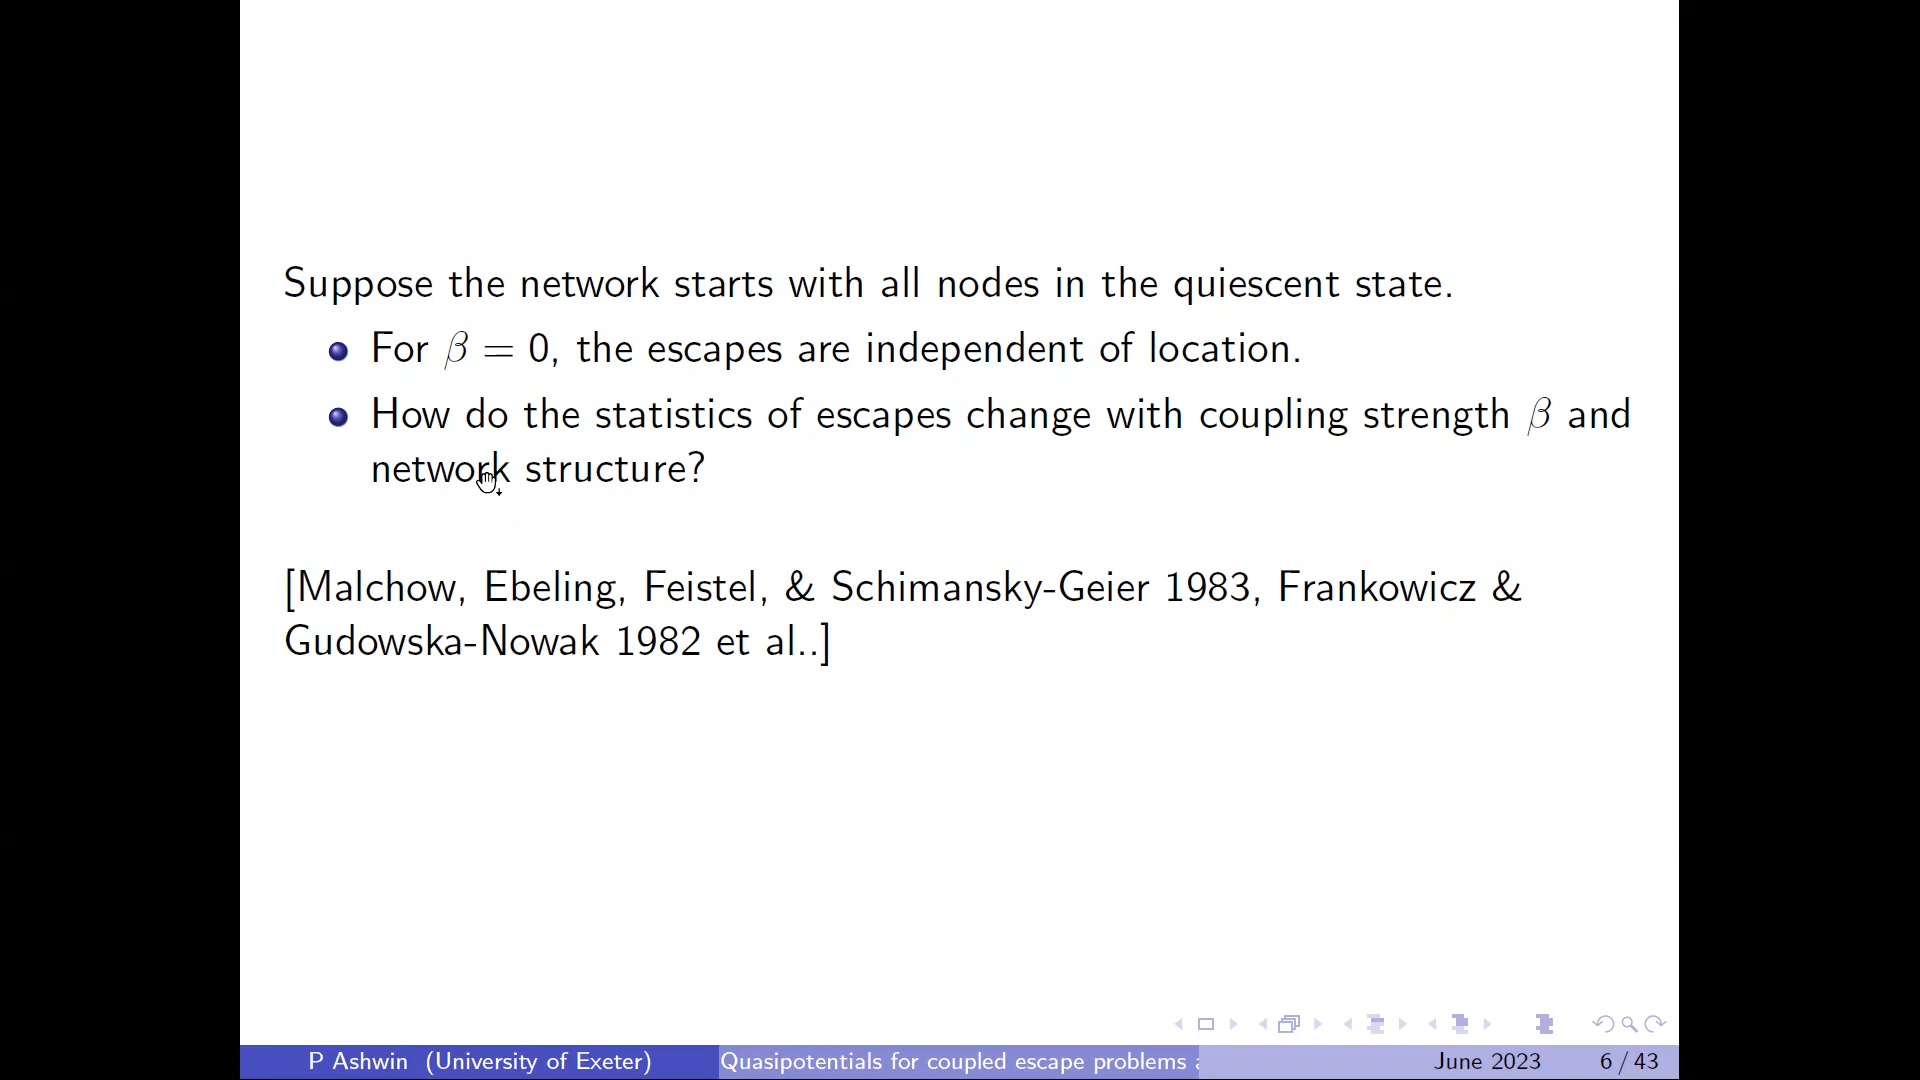 Suppose the network starts with all nodes in the quiescent state.
For β = 0, the escapes are independent of location.
How do the statistics of escapes change with coupling strength β and
network structure?
[Malchow, Ebeling, Feistel, & Schimansky-Geier 1983, Frankowicz &
Gudowska-Nowak 1982 et al..]
P Ashwin (University of Exeter)
Quasipotentials for coupled escape problems
June 2023
6 / 43